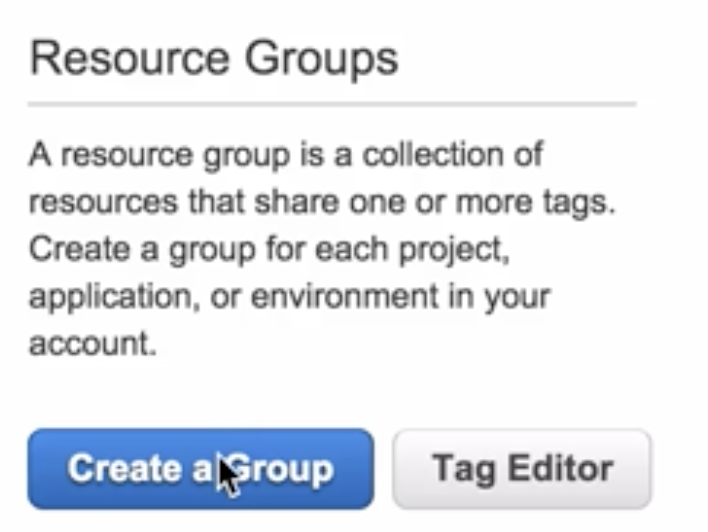 Resource Groups
A resource group is a collection of
resources that share one or more tags.
Create a group for each project,
application, or environment in your
account.
Create a Group
Tag Editor